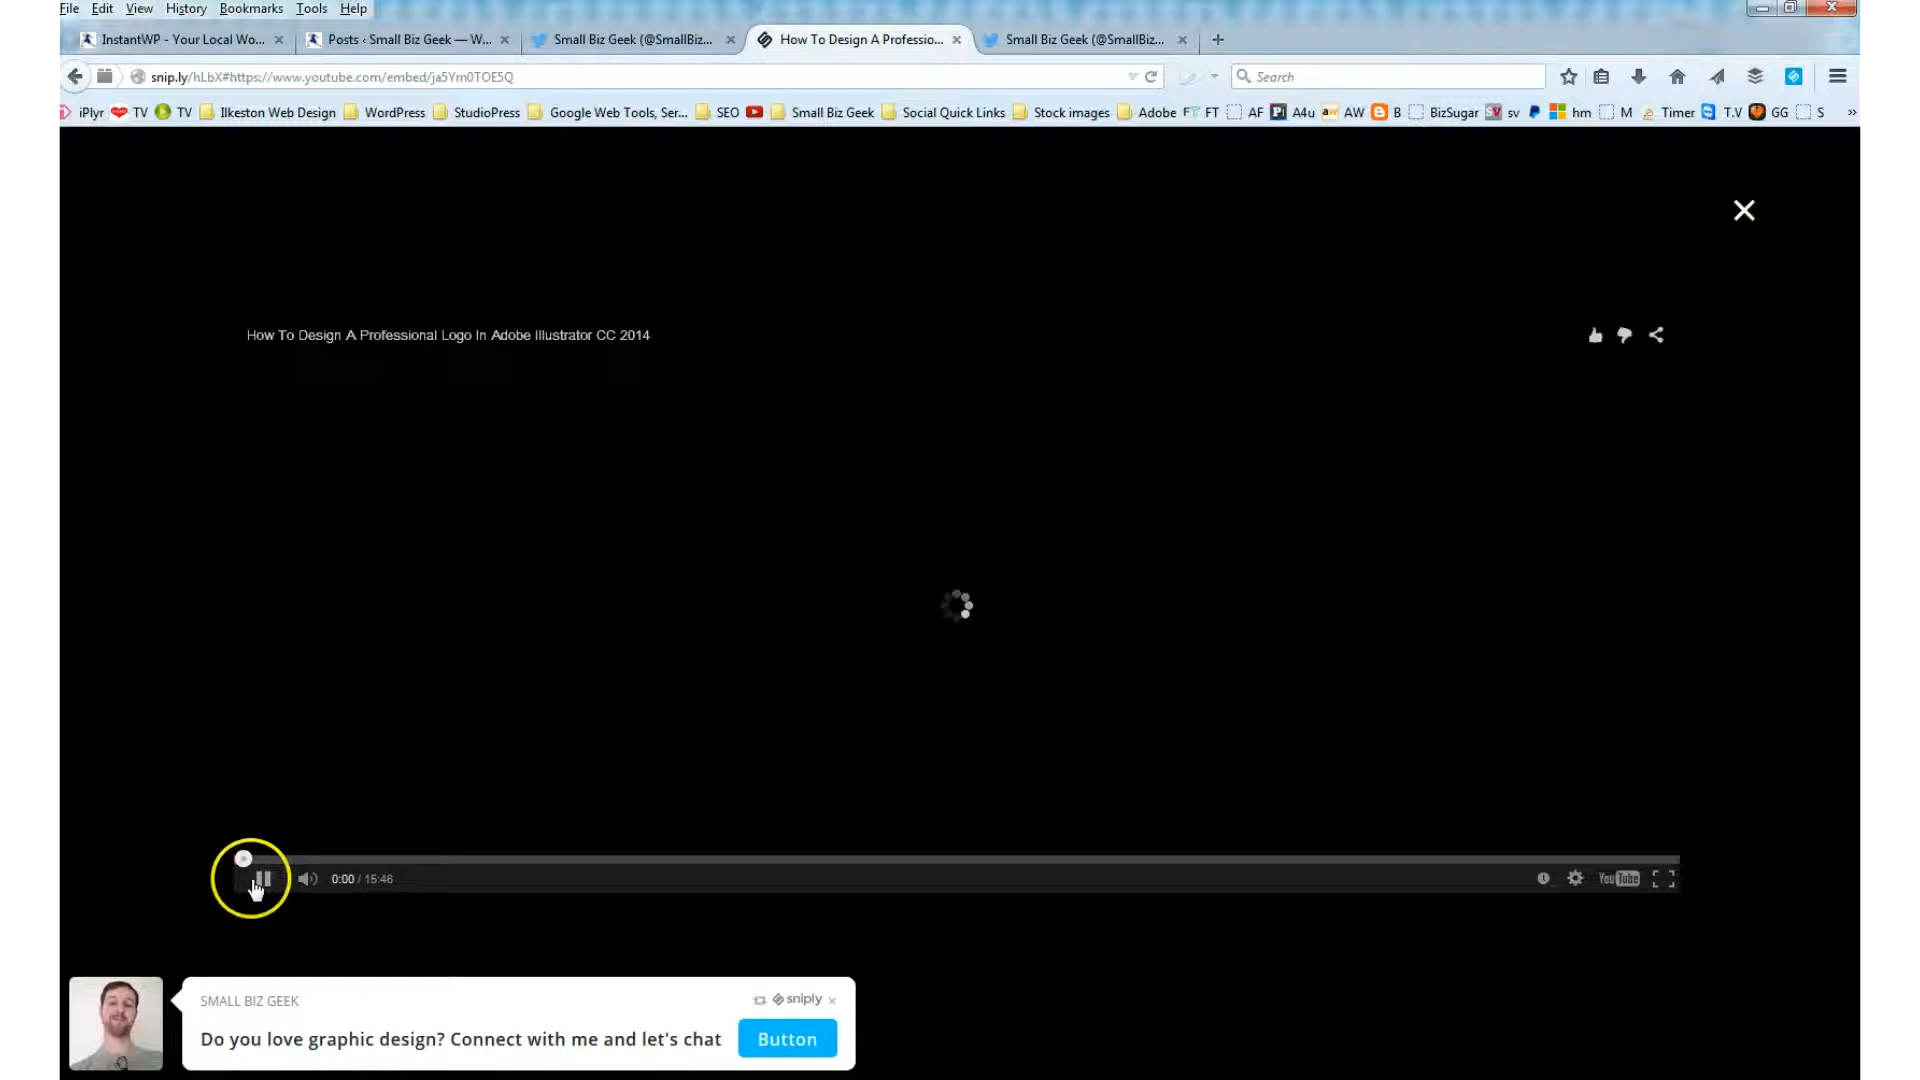 File Edit View History Bookmarks Tools Help
InstantWP - Your Local Wo... Posts ‹ Small Biz Geek — W... Small Biz Geek (@SmallBiz... How To Design A Professio... Small Biz Geek (@SmallBiz...
snip.ly/hLbX#https://www.youtube.com/embed/ja5Ym0TOE5Q Search
iPlyr TV TV Ilkeston Web Design WordPress StudioPress Google Web Tools, Ser... SEO Small Biz Geek Social Quick Links Stock images Adobe FT FT AF A4u AW B BizSugar sv hm M Timer T.V GG S »
How To Design A Professional Logo In Adobe Illustrator CC 2014
0:00 / 15:46 YouTube
SMALL BIZ GEEK sniply
Do you love graphic design? Connect with me and let's chat Button